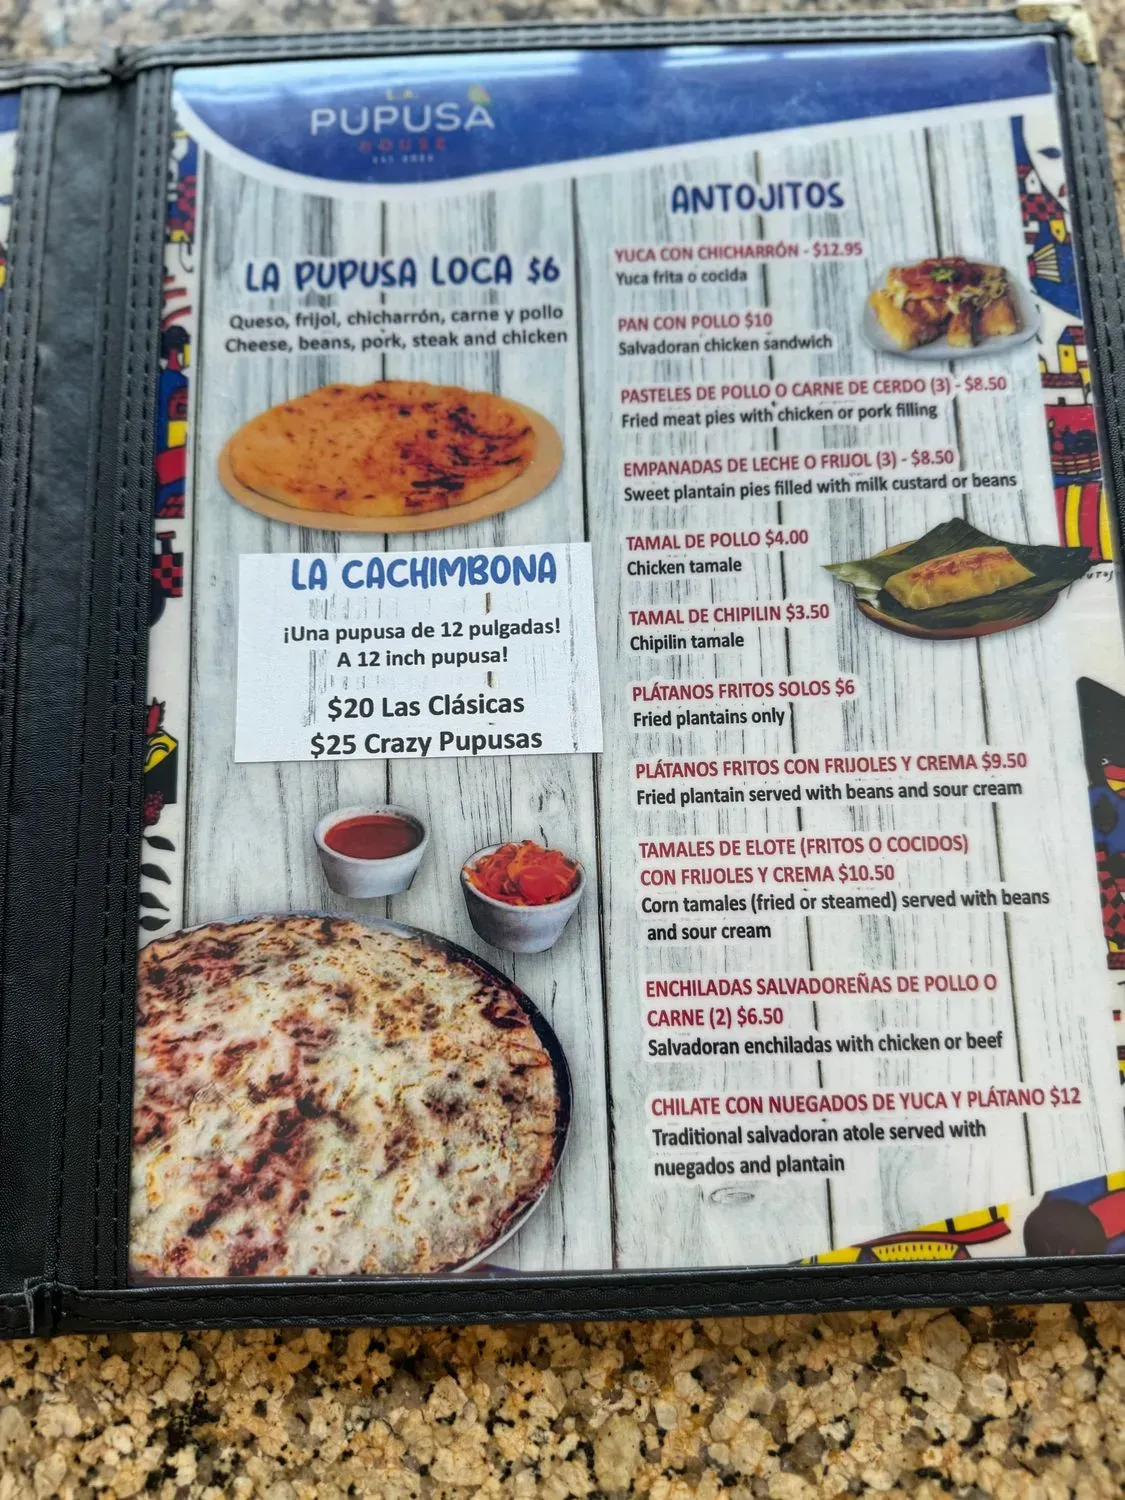 L.A.
PUPUSA
HOUSE
LA PUPUSA LOCA $6
Queso, frijol, chicharrón, carne y pollo
Cheese, beans, pork, steak and chicken
LA CACHIMBONA
¡Una pupusa de 12 pulgadas!
A 12 inch pupusa!
$20 Las Clásicas
$25 Crazy Pupusas
ANTOJITOS
YUCA CON CHICHARRÓN - $12.95
Yuca frita o cocida
PAN CON POLLO $10
Salvadoran chicken sandwich
PASTELES DE POLLO O CARNE DE CERDO (3) - $8.50
Fried meat pies with chicken or pork filling
EMPANADAS DE LECHE O FRIJOL (3) - $8.50
Sweet plantain pies filled with milk custard or beans
TAMAL DE POLLO $4.00
Chicken tamale
TAMAL DE CHIPILIN $3.50
Chipilin tamale
PLÁTANOS FRITOS SOLOS $6
Fried plantains only
PLÁTANOS FRITOS CON FRIJOLES Y CREMA $9.50
Fried plantain served with beans and sour cream
TAMALES DE ELOTE (FRITOS O COCIDOS)
CON FRIJOLES Y CREMA $10.50
Corn tamales (fried or steamed) served with beans
and sour cream
ENCHILADAS SALVADOREÑAS DE POLLO O
CARNE (2) $6.50
Salvadoran enchiladas with chicken or beef
CHILATE CON NUEGADOS DE YUCA Y PLÁTANO $12
Traditional salvadoran atole served with
nuegados and plantain